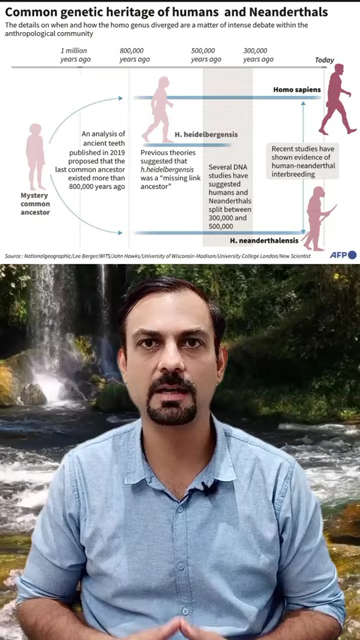 Common genetic heritage of humans and Neanderthals
The details on when and how the homo genus diverged are a matter of intense debate within the
anthropological community
1 million
years ago
800,000
years ago
500,000
years ago
300,000
years ago
Today
Homo sapiens
An analysis of
ancient teeth
published in 2019
proposed that the
last common ancestor
existed more than
800,000 years ago
H. heidelbergensis
Previous theories
suggested that
h.heidelbergensis
was a "missing link
ancestor"
Several DNA
studies have
suggested
humans and
Neanderthals
split between
300,000 and
500,000
Recent studies have
shown evidence of
human-neanderthal
interbreeding
Mystery
common
ancestor
H. neanderthalensis
Source : Nationalgeographic/Lee Berger/WITS/John Hawks/University of Wisconsin-Madison/University College London/New Scientist
AFP